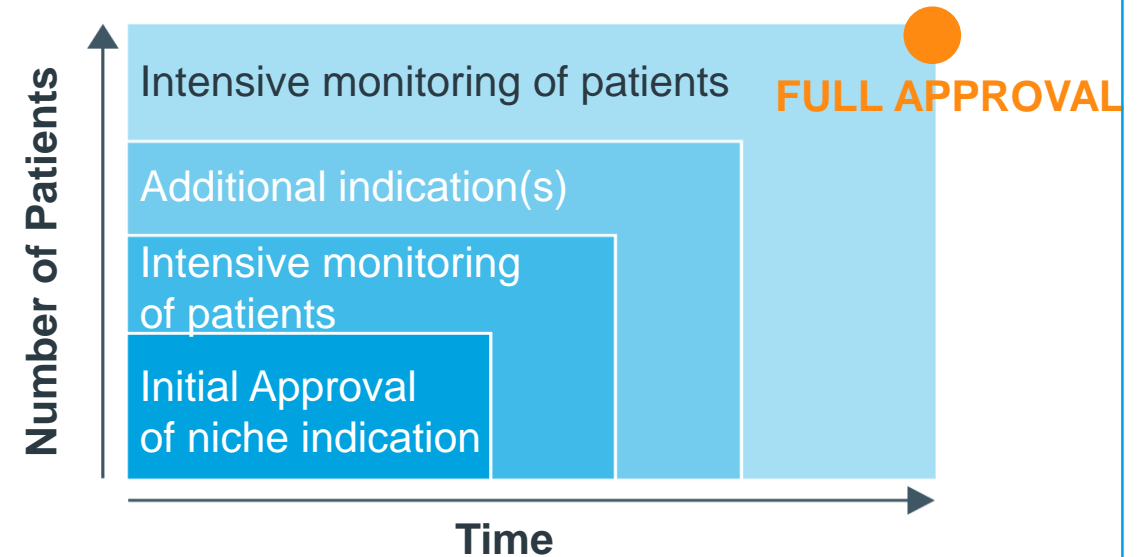 Number of Patients
Intensive monitoring of patients
FULL APPROVAL
Additional indication(s)
Intensive monitoring
of patients
Initial Approval
of niche indication
Time